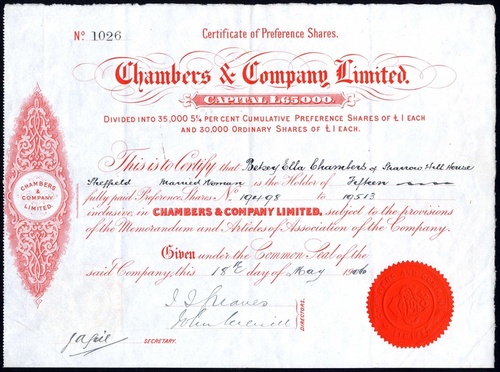 Nº 1026
Certificate of Preference Shares.
Chambers & Company Limited.
CAPITAL £65,000.
DIVIDED INTO 35,000 5¼ PER CENT CUMULATIVE PREFERENCE SHARES OF £1 EACH
AND 30,000 ORDINARY SHARES OF £1 EACH.
This is to Certify that Betsey Ella Chambers of Sharrow Hill House
Sheffield Married Woman is the Holder of Fifteen
fully paid Preference Shares Nº 19498 to 19513
inclusive, in CHAMBERS & COMPANY LIMITED, subject to the provisions
of the Memorandum and Articles of Association of the Company.
Given under the Common Seal of the
said Company, this 18th day of May 1906
CHAMBERS
&
COMPANY
LIMITED.
John
DIRECTORS.
SECRETARY.